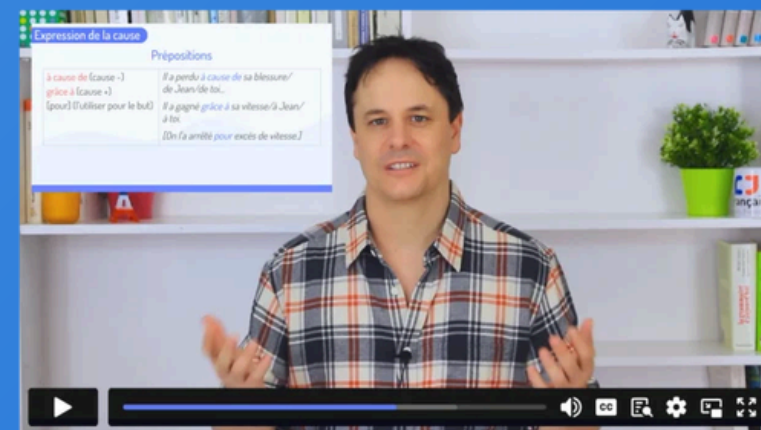 Expression de la cause
Prépositions
à cause de (cause -)
grâce à (cause +)
(pour) (l'utiliser pour le but)
Il a perdu à cause de sa blessure/
de Jean/de toi...
Il a gagné grâce à sa vitesse/à Jean/
à toi.
[On l'a arrêté pour excès de vitesse.]
CC